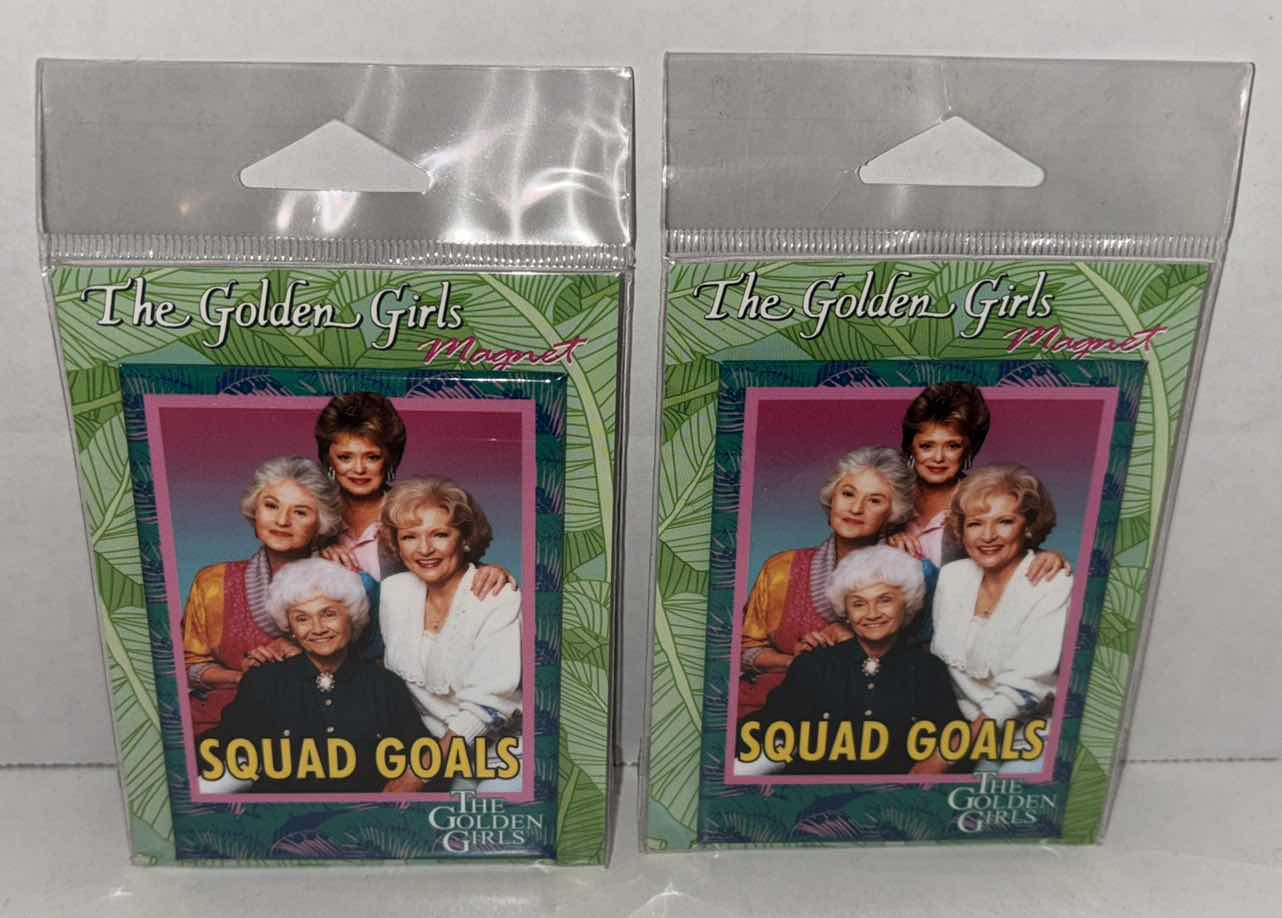 The Golden Girls
Magnet
SQUAD GOALS
THE
GOLDEN
GIRLS
The Golden Girls
Magnet
SQUAD GOALS
THE
GOLDEN
GIRLS